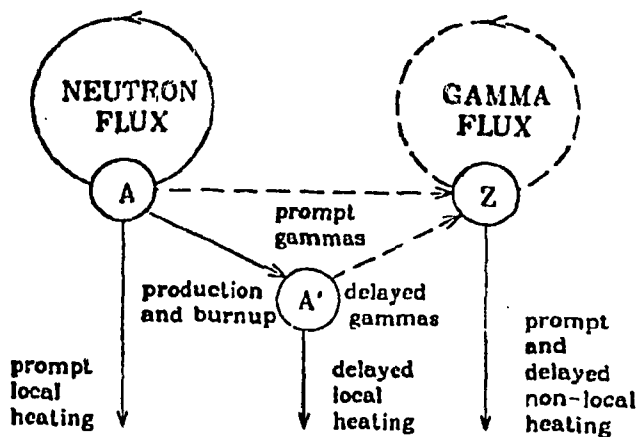 NEUTRON
FLUX
GAMMA
FLUX
A
Z
prompt
gammas
production
and burnup
A'
delayed
gammas
prompt
local
heating
delayed
local
heating
prompt
and
delayed
non-local
heating